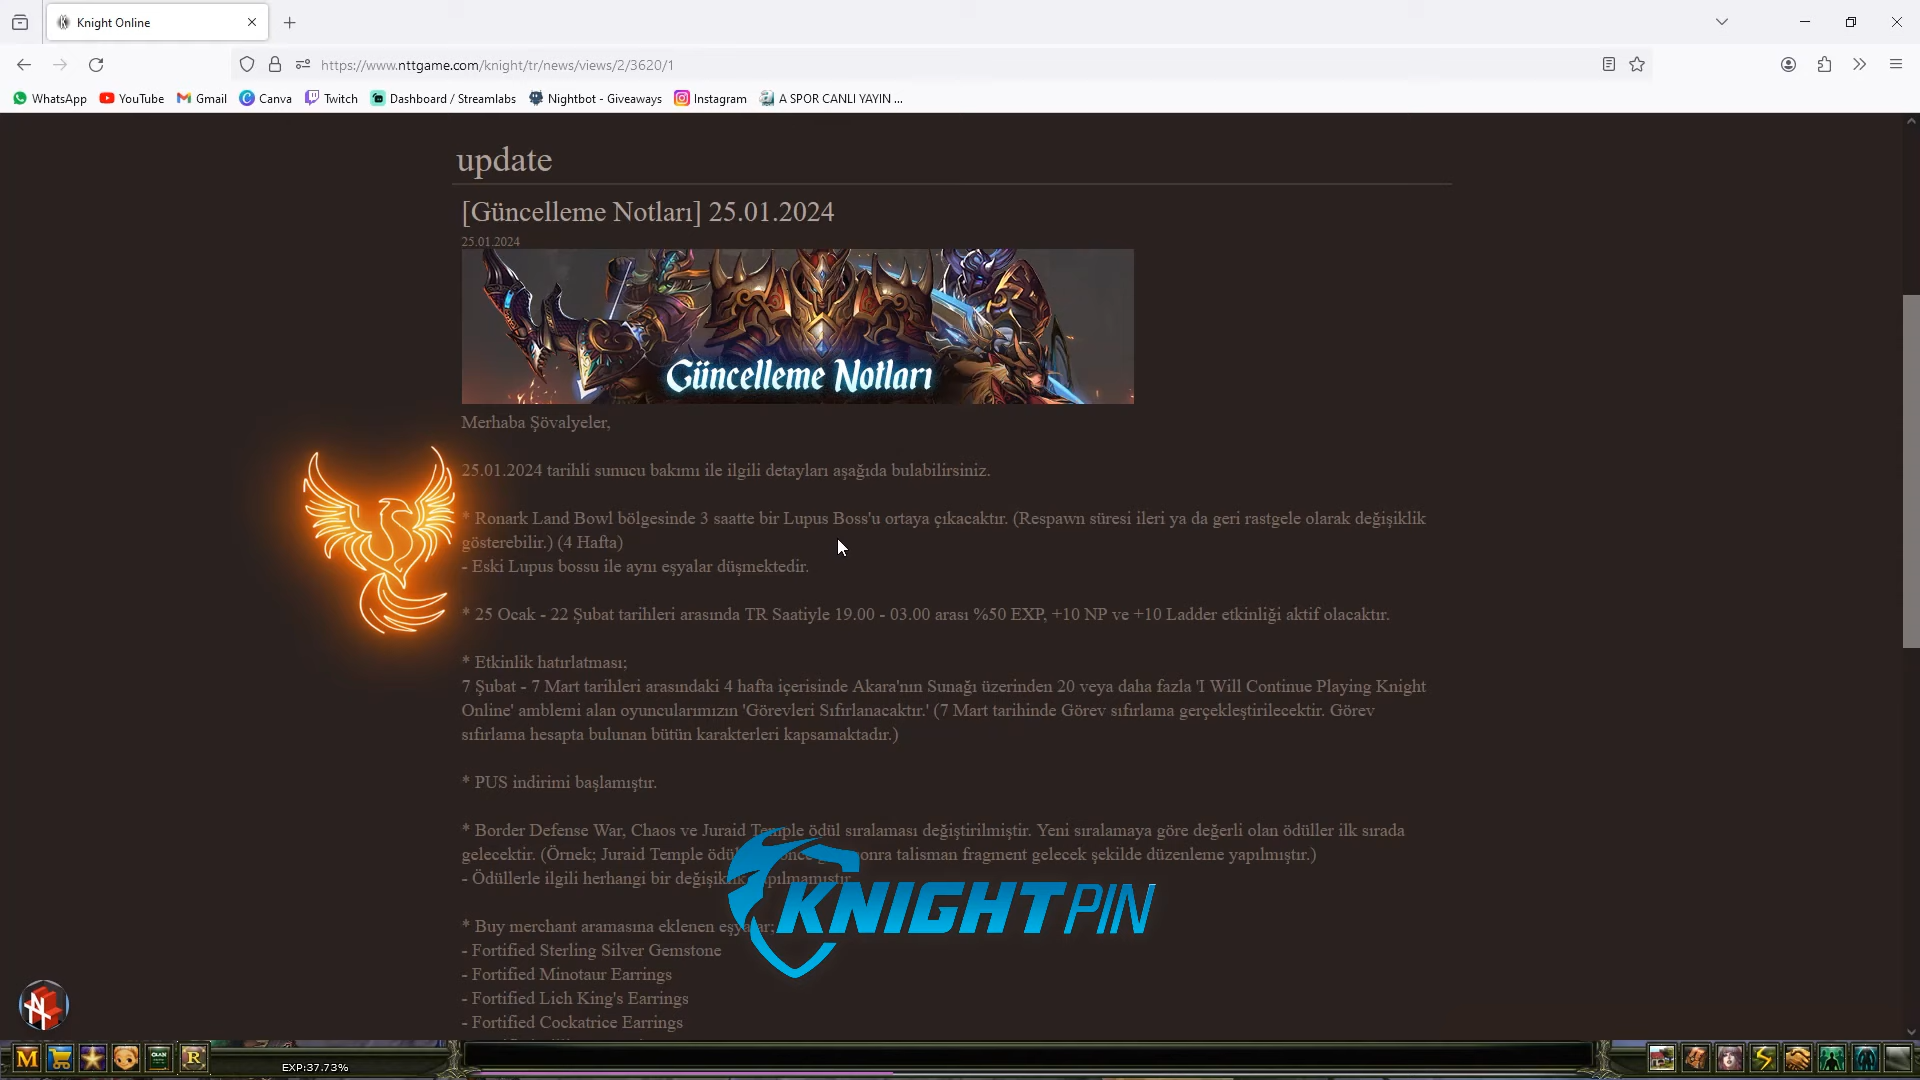 Knight Online
https://www.nttgame.com/knight/tr/news/views/2/3620/1
WhatsApp YouTube Gmail Canva Twitch Dashboard / Streamlabs Nightbot - Giveaways Instagram A SPOR CANLI YAYIN ...
update
[Güncelleme Notları] 25.01.2024
25.01.2024
Güncelleme Notları
Merhaba Şövalyeler,
25.01.2024 tarihli sunucu bakımı ile ilgili detayları aşağıda bulabilirsiniz.
* Ronark Land Bowl bölgesinde 3 saatte bir Lupus Boss'u ortaya çıkacaktır. (Respawn süresi ileri ya da geri rastgele olarak değişiklik
gösterebilir.) (4 Hafta)
- Eski Lupus bossu ile aynı eşyalar düşmektedir.
* 25 Ocak - 22 Şubat tarihleri arasında TR Saatiyle 19.00 - 03.00 arası %50 EXP, +10 NP ve +10 Ladder etkinliği aktif olacaktır.
* Etkinlik hatırlatması;
7 Şubat - 7 Mart tarihleri arasındaki 4 hafta içerisinde Akara'nın Sunağı üzerinden 20 veya daha fazla 'I Will Continue Playing Knight
Online' amblemi alan oyuncularımızın 'Görevleri Sıfırlanacaktır.' (7 Mart tarihinde Görev sıfırlama gerçekleştirilecektir. Görev
sıfırlama hesapta bulunan bütün karakterleri kapsamaktadır.)
* PUS indirimi başlamıştır.
* Border Defense War, Chaos ve Juraid Temple ödül sıralaması değiştirilmiştir. Yeni sıralamaya göre değerli olan ödüller ilk sırada
gelecektir. (Örnek; Juraid Temple sonra talisman fragment gelecek şekilde düzenleme yapılmıştır.)
- Ödüllerle ilgili herhangi bir
KNIGHTPIN
* Buy merchant aramasına eklenen
- Fortified Sterling Silver Gemstone
- Fortified Minotaur Earrings
- Fortified Lich King's Earrings
- Fortified Cockatrice Earrings
M CLAN R
EXP:37.73%